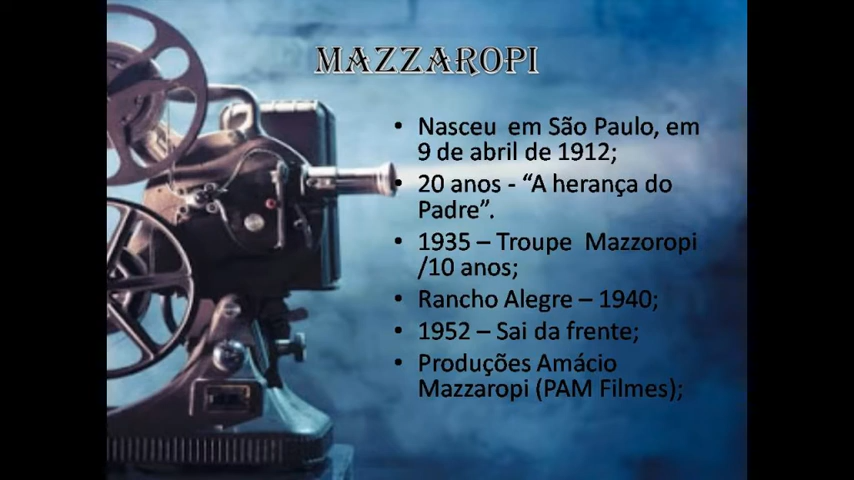 MAZZAROPI
• Nasceu em São Paulo, em
9 de abril de 1912;
• 20 anos - “A herança do
Padre”.
• 1935 – Troupe Mazzoropi
/10 anos;
• Rancho Alegre – 1940;
• 1952 – Sai da frente;
• Produções Amácio
Mazzaropi (PAM Filmes);